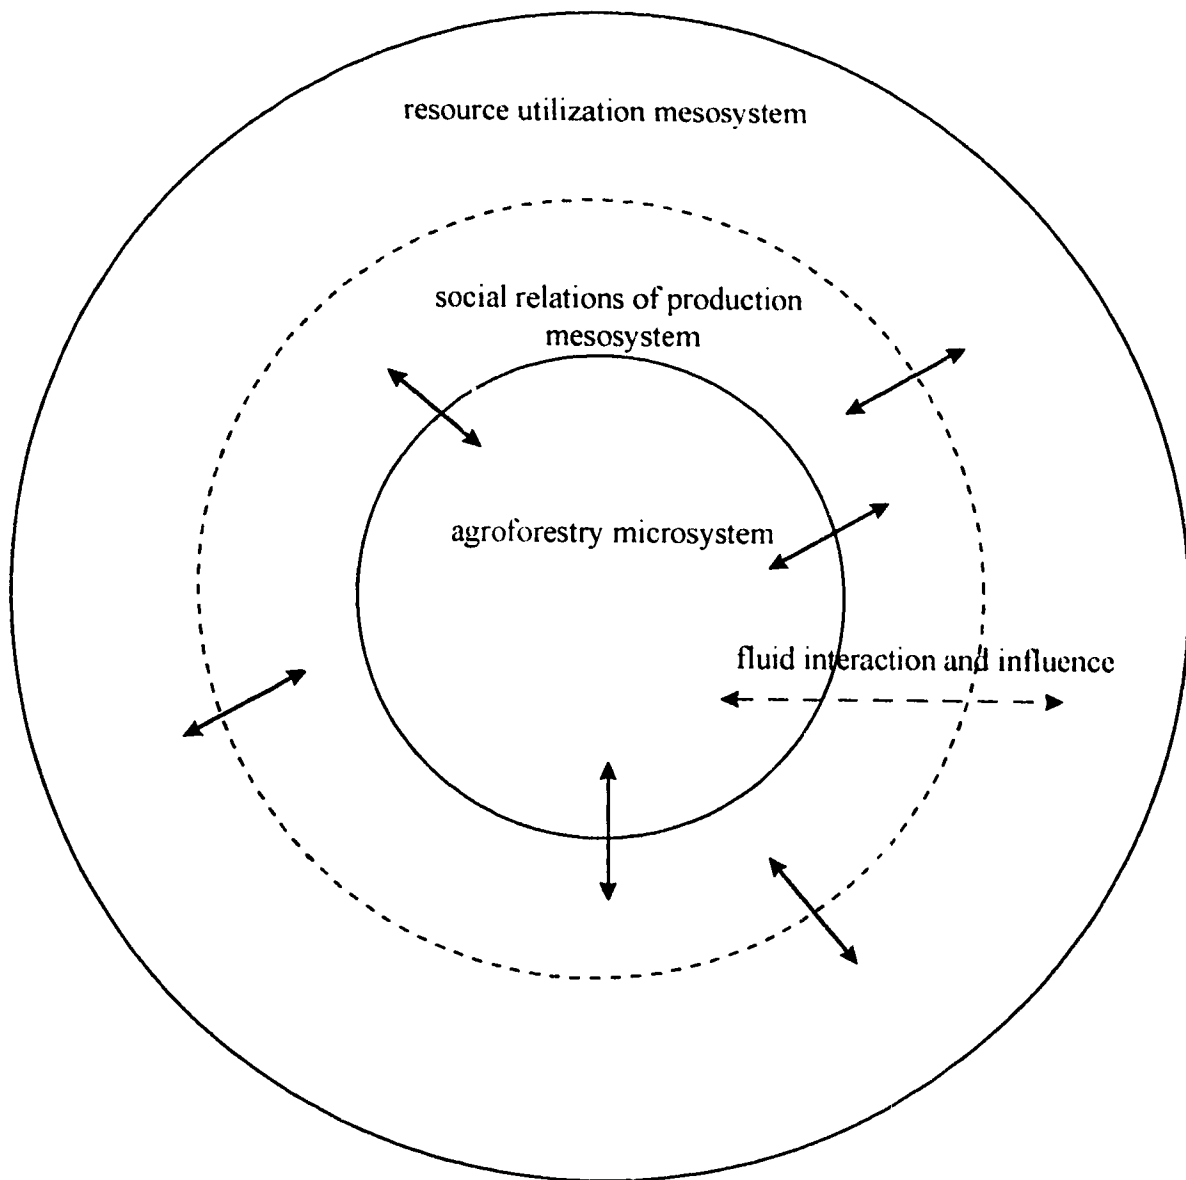 resource utilization mesosystem
social relations of production
mesosystem
agroforestry microsystem
fluid interaction and influence